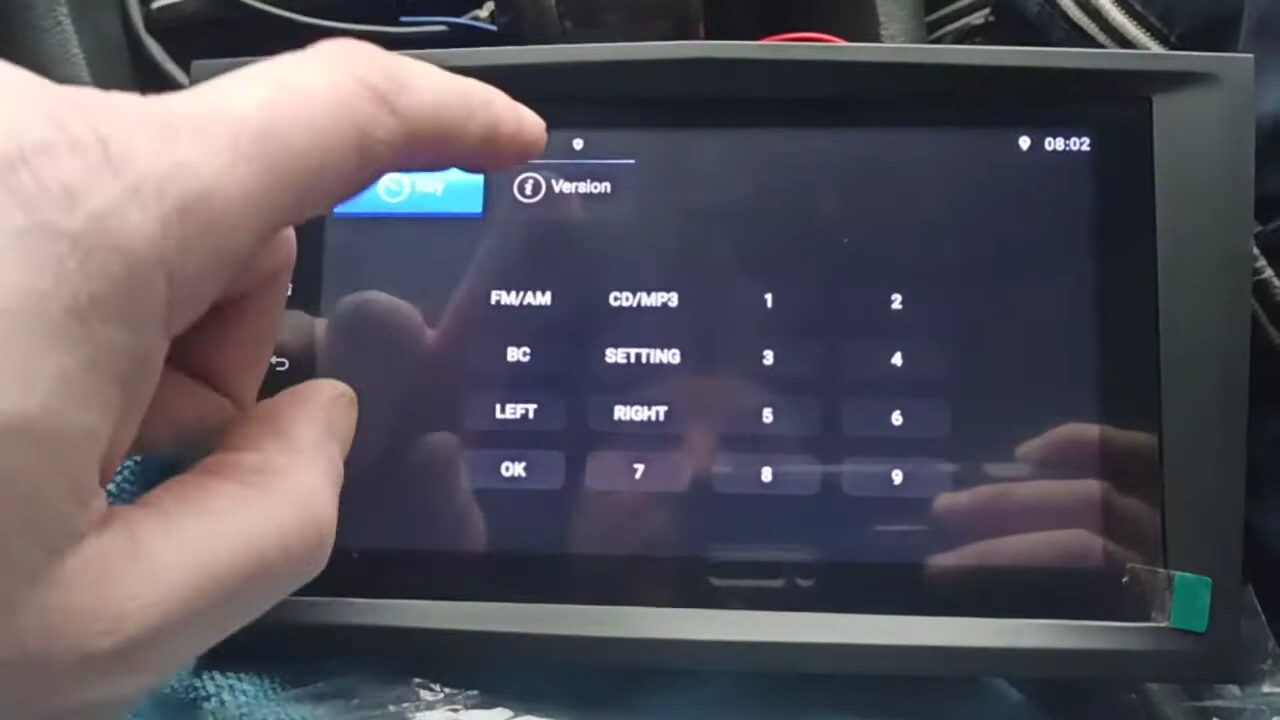 08:02
Key Version
FM/AM CD/MP3 1 2
BC SETTING 3 4
LEFT RIGHT 5 6
OK 7 8 9